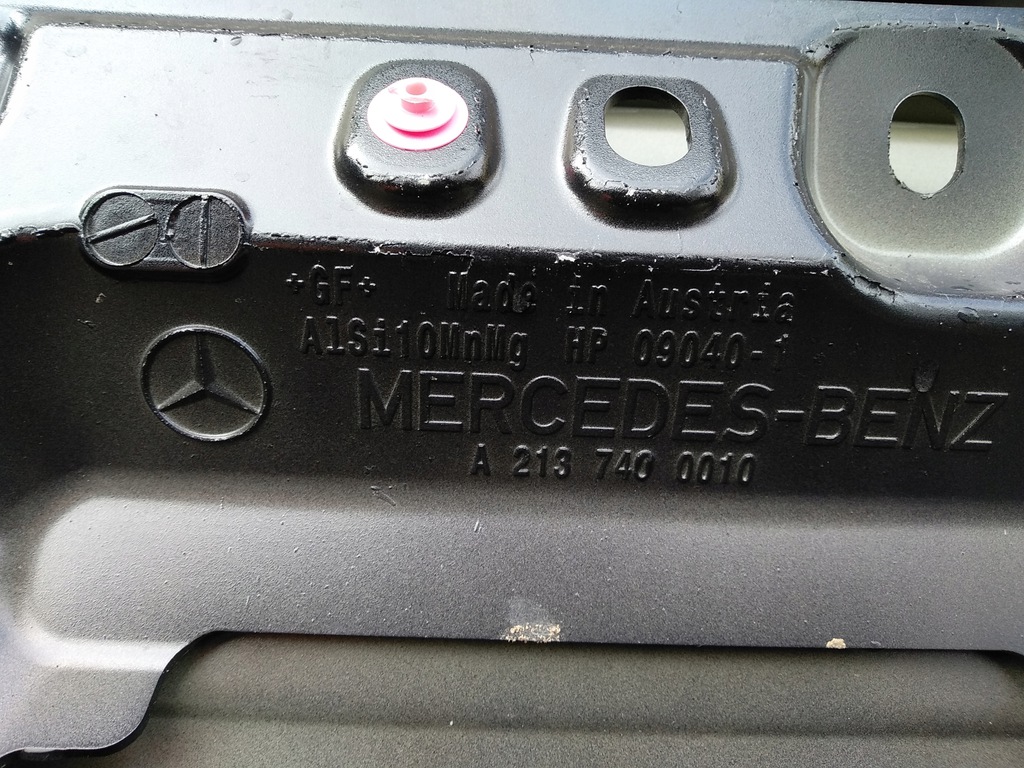 +GF+ Made in Austria
AlSi10MnMg HP 09040-1
MERCEDES-BENZ
A 213 740 0010